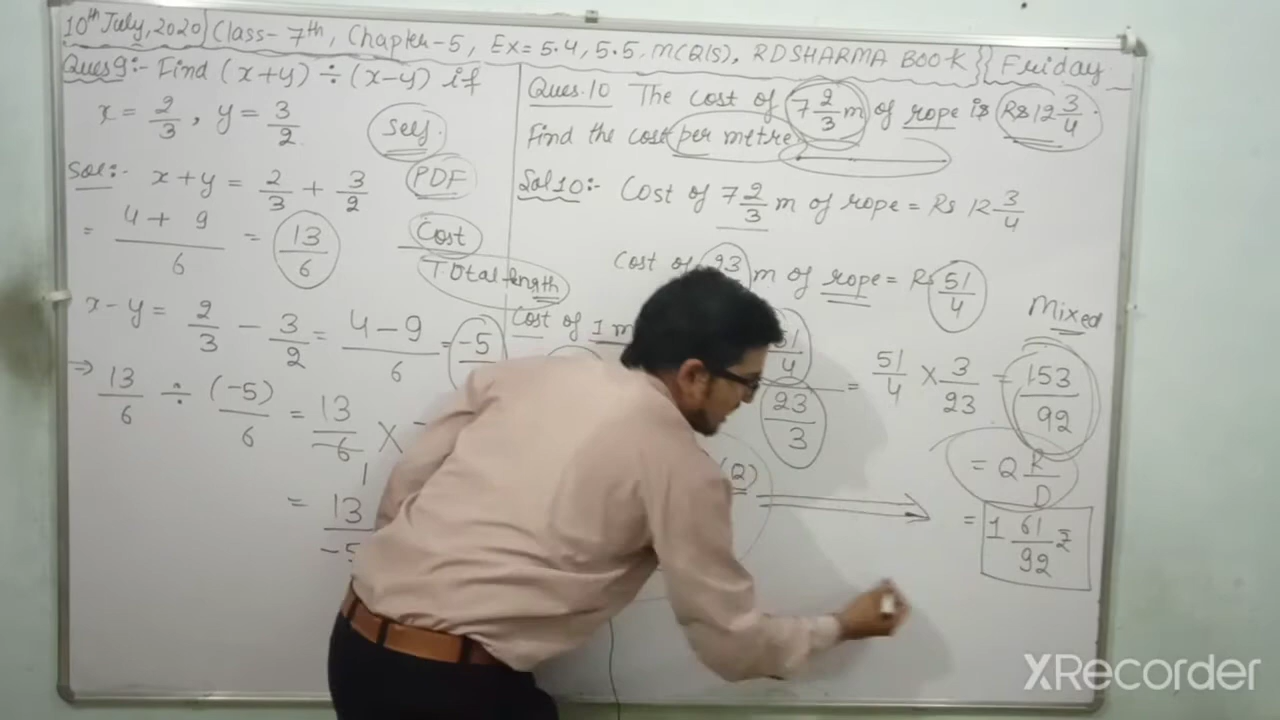 10th July, 2020 Class- 7th, Chapter-5, Ex= 5.4, 5.5, MCQ(S), RD SHARMA BOOK }} { Friday
Ques 9:- Find (x+y) ÷ (x-y) if
x = 2/3, y = 3/2
Self
Sol:- x+y = 2/3 + 3/2
PDF
= 4 + 9 / 6 = 13/6
Cost
Total length
x-y = 2/3 - 3/2 = 4-9/6 = -5
⇒ 13/6 ÷ (-5)/6 = 13/6 ×
1
= 13/-5
Ques. 10 The cost of 7 2/3 m of rope is Rs 12 3/4.
Find the cost per metre.
Sol 10:- Cost of 7 2/3 m of rope = Rs 12 3/4
Cost of 23 m of rope = Rs 51/4
Mixed
Cost of 1 m
51/4 / 23/3 = 51/4 × 3/23 = 153/92
(2)
= Q R/D
= 1 61/92 ₹
XRecorder